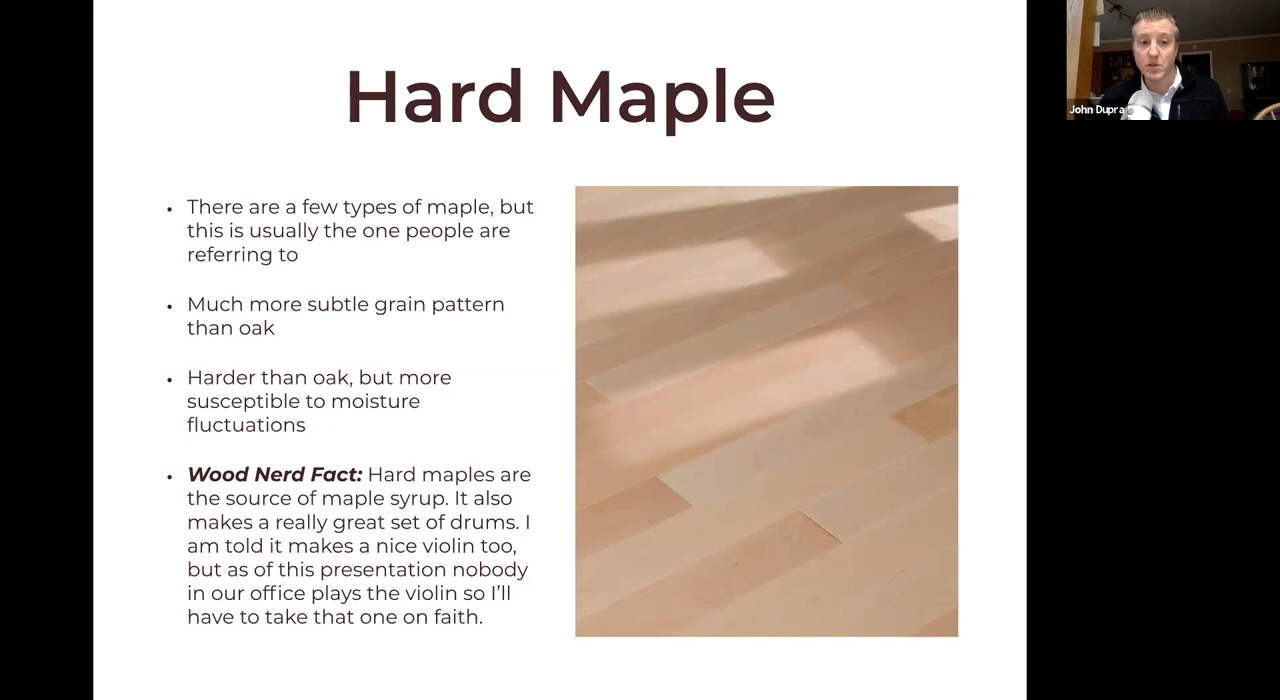 Hard Maple
• There are a few types of maple, but
this is usually the one people are
referring to
• Much more subtle grain pattern
than oak
• Harder than oak, but more
susceptible to moisture
fluctuations
• Wood Nerd Fact: Hard maples are
the source of maple syrup. It also
makes a really great set of drums. I
am told it makes a nice violin too,
but as of this presentation nobody
in our office plays the violin so I’ll
have to take that one on faith.
John